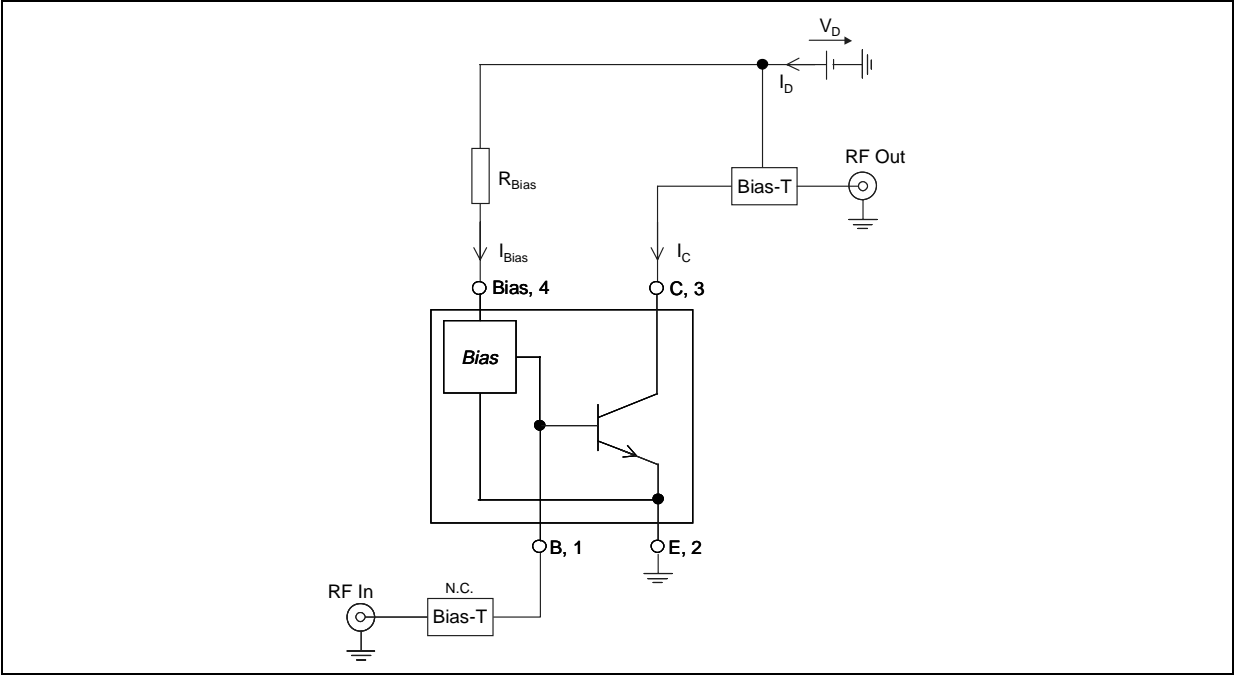 V_D
I_D
RF Out
Bias-T
R_Bias
I_Bias
I_C
Bias, 4
C, 3
Bias
B, 1
E, 2
RF In
N.C.
Bias-T